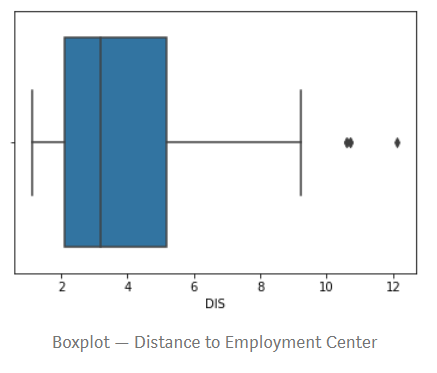 2 4 6 8 10 12
DIS
Boxplot — Distance to Employment Center